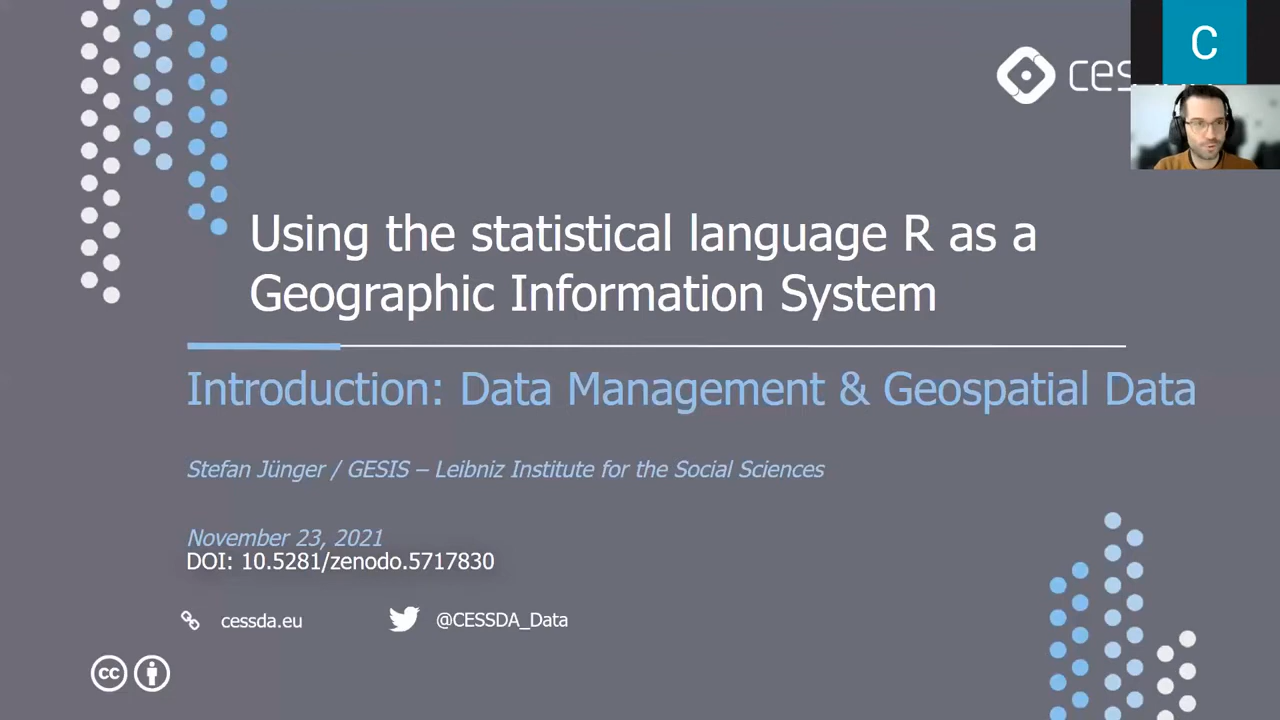 C
Using the statistical language R as a
Geographic Information System
Introduction: Data Management & Geospatial Data
Stefan Jünger / GESIS – Leibniz Institute for the Social Sciences
November 23, 2021
DOI: 10.5281/zenodo.5717830
cessda.eu
@CESSDA_Data
cc